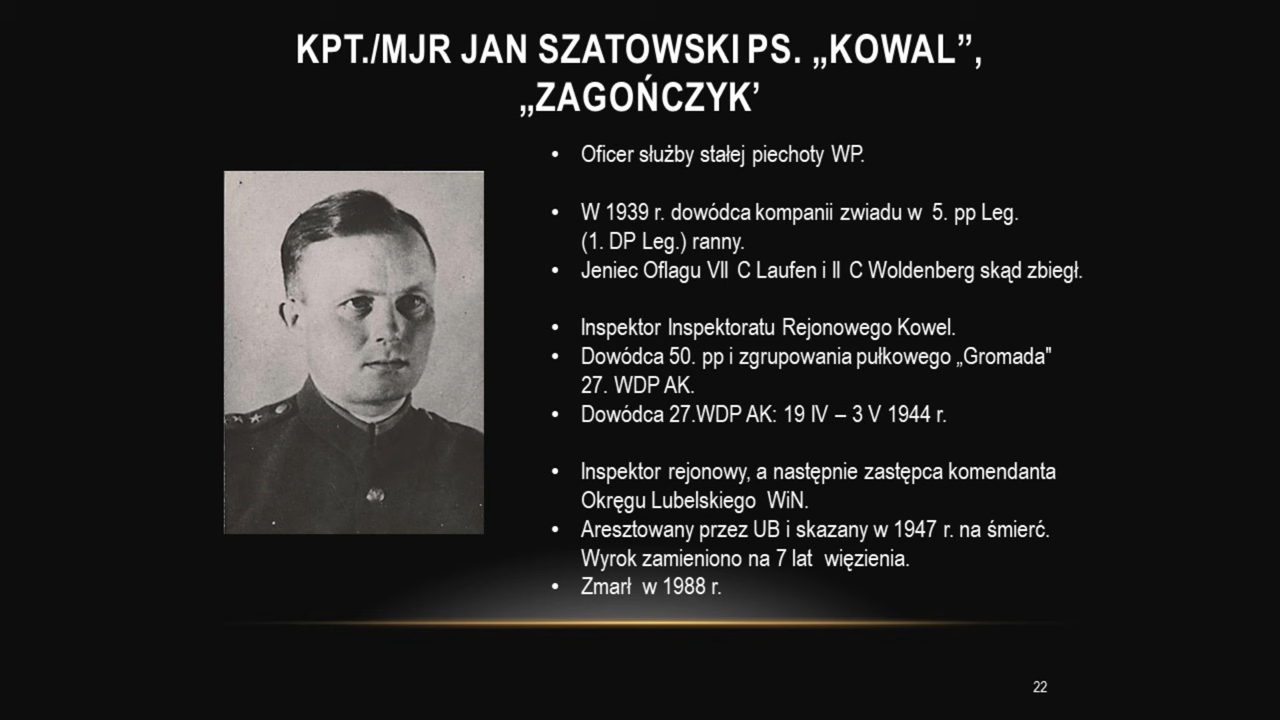 KPT./MJR JAN SZATOWSKI PS. „KOWAL”,
„ZAGOŃCZYK’
• Oficer służby stałej piechoty WP.
• W 1939 r. dowódca kompanii zwiadu w 5. pp Leg.
(1. DP Leg.) ranny.
• Jeniec Oflagu VII C Laufen i II C Woldenberg skąd zbiegł.
• Inspektor Inspektoratu Rejonowego Kowel.
• Dowódca 50. pp i zgrupowania pułkowego „Gromada"
27. WDP AK.
• Dowódca 27.WDP AK: 19 IV – 3 V 1944 r.
• Inspektor rejonowy, a następnie zastępca komendanta
Okręgu Lubelskiego WiN.
• Aresztowany przez UB i skazany w 1947 r. na śmierć.
Wyrok zamieniono na 7 lat więzienia.
• Zmarł w 1988 r.
22